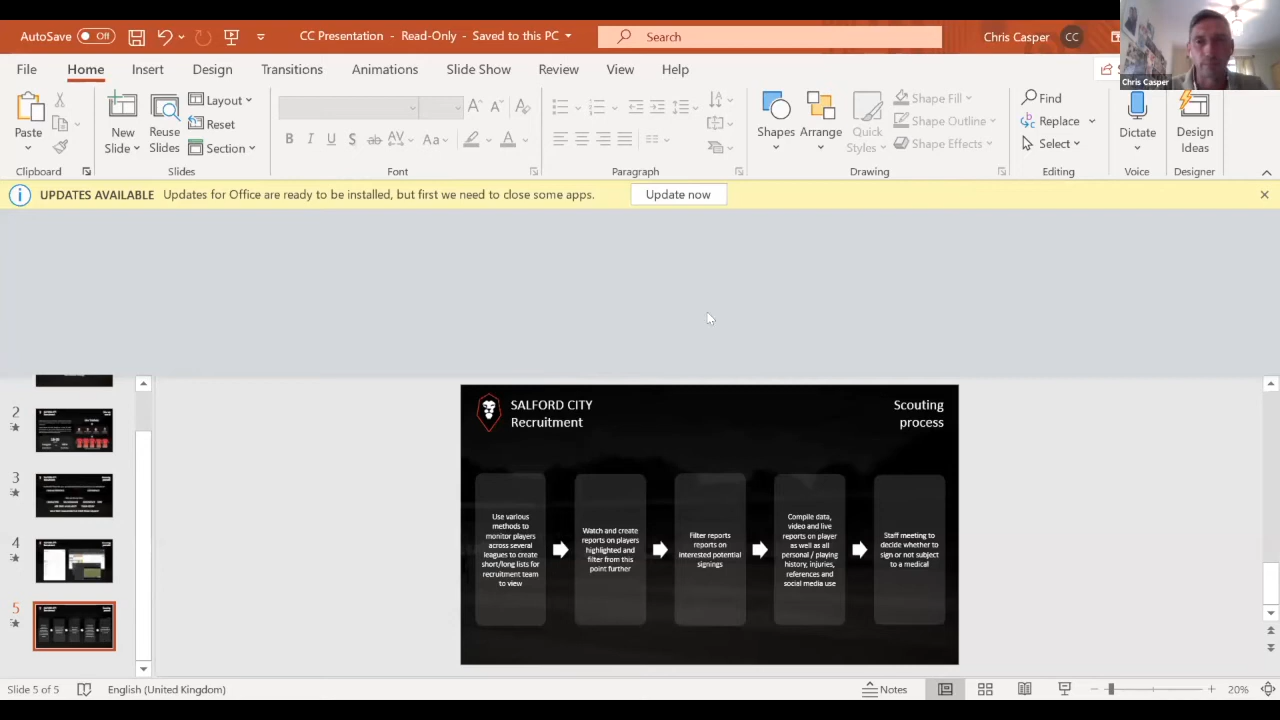 AutoSave Off
CC Presentation - Read-Only - Saved to this PC
Search
Chris Casper CC
Chris Casper
File Home Insert Design Transitions Animations Slide Show Review View Help
Paste
Clipboard
New
Slide
Reuse
Slides
Layout
Reset
Section
Slides
B I U S ab AV Aa A
Font
Paragraph
Shapes
Arrange
Quick
Styles
Shape Fill
Shape Outline
Shape Effects
Drawing
Find
Replace
Select
Editing
Dictate
Voice
Design
Ideas
Designer
UPDATES AVAILABLE Updates for Office are ready to be installed, but first we need to close some apps. Update now
2
3
4
5
SALFORD CITY
Recruitment
Scouting
process
Use various
methods to
monitor players
across several
leagues to create
short/long lists for
recruitment team
to view
Watch and create
reports on players
highlighted and
filter from this
point further
Filter reports
reports on
interested potential
signings
Compile data,
video and live
reports on player
as well as all
personal / playing
history, injuries,
references and
social media use
Staff meeting to
decide whether to
sign or not subject
to a medical
Slide 5 of 5 English (United Kingdom) Notes 20%